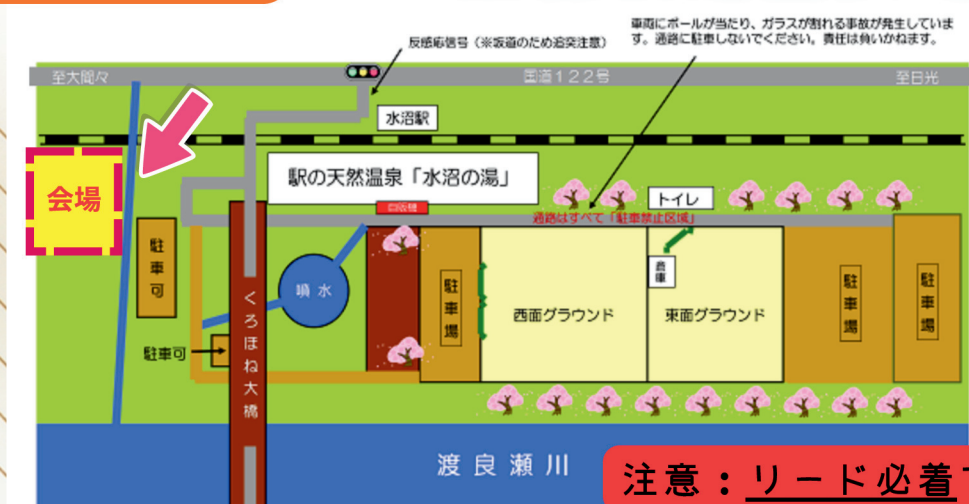 車両にボールが当たり、ガラスが割れる事故が発生していま
す。通路に駐車しないでください。責任は負いかねます。
反感応信号（※坂道のため追突注意）
至大間々
国道122号
至日光
水沼駅
会場
駅の天然温泉「水沼の湯」
トイレ
自販機
通路はすべて「駐車禁止区域」
駐車可
噴水
倉庫
駐車場
西面グラウンド
東面グラウンド
駐車場
駐車場
駐車可
くろほね大橋
渡良瀬川
注意：リード必着